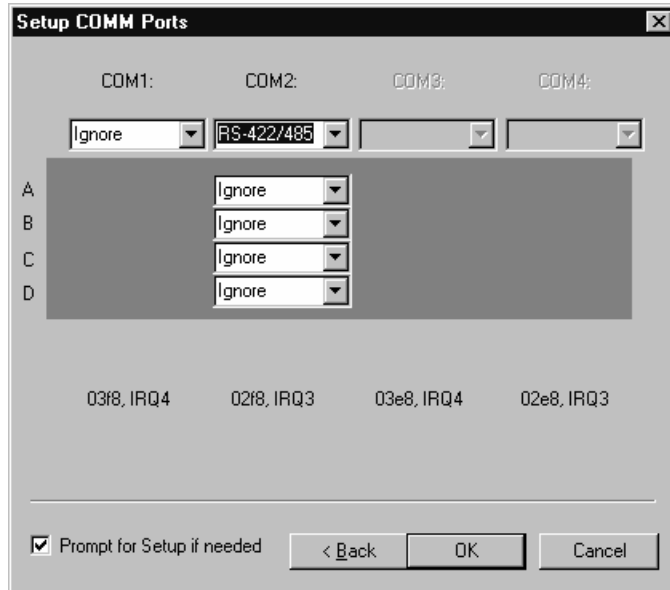 Setup COMM Ports
COM1: COM2: COM3: COM4:
Ignore RS-422/485
A Ignore
B Ignore
C Ignore
D Ignore
03f8, IRQ4 02f8, IRQ3 03e8, IRQ4 02e8, IRQ3
Prompt for Setup if needed < Back OK Cancel